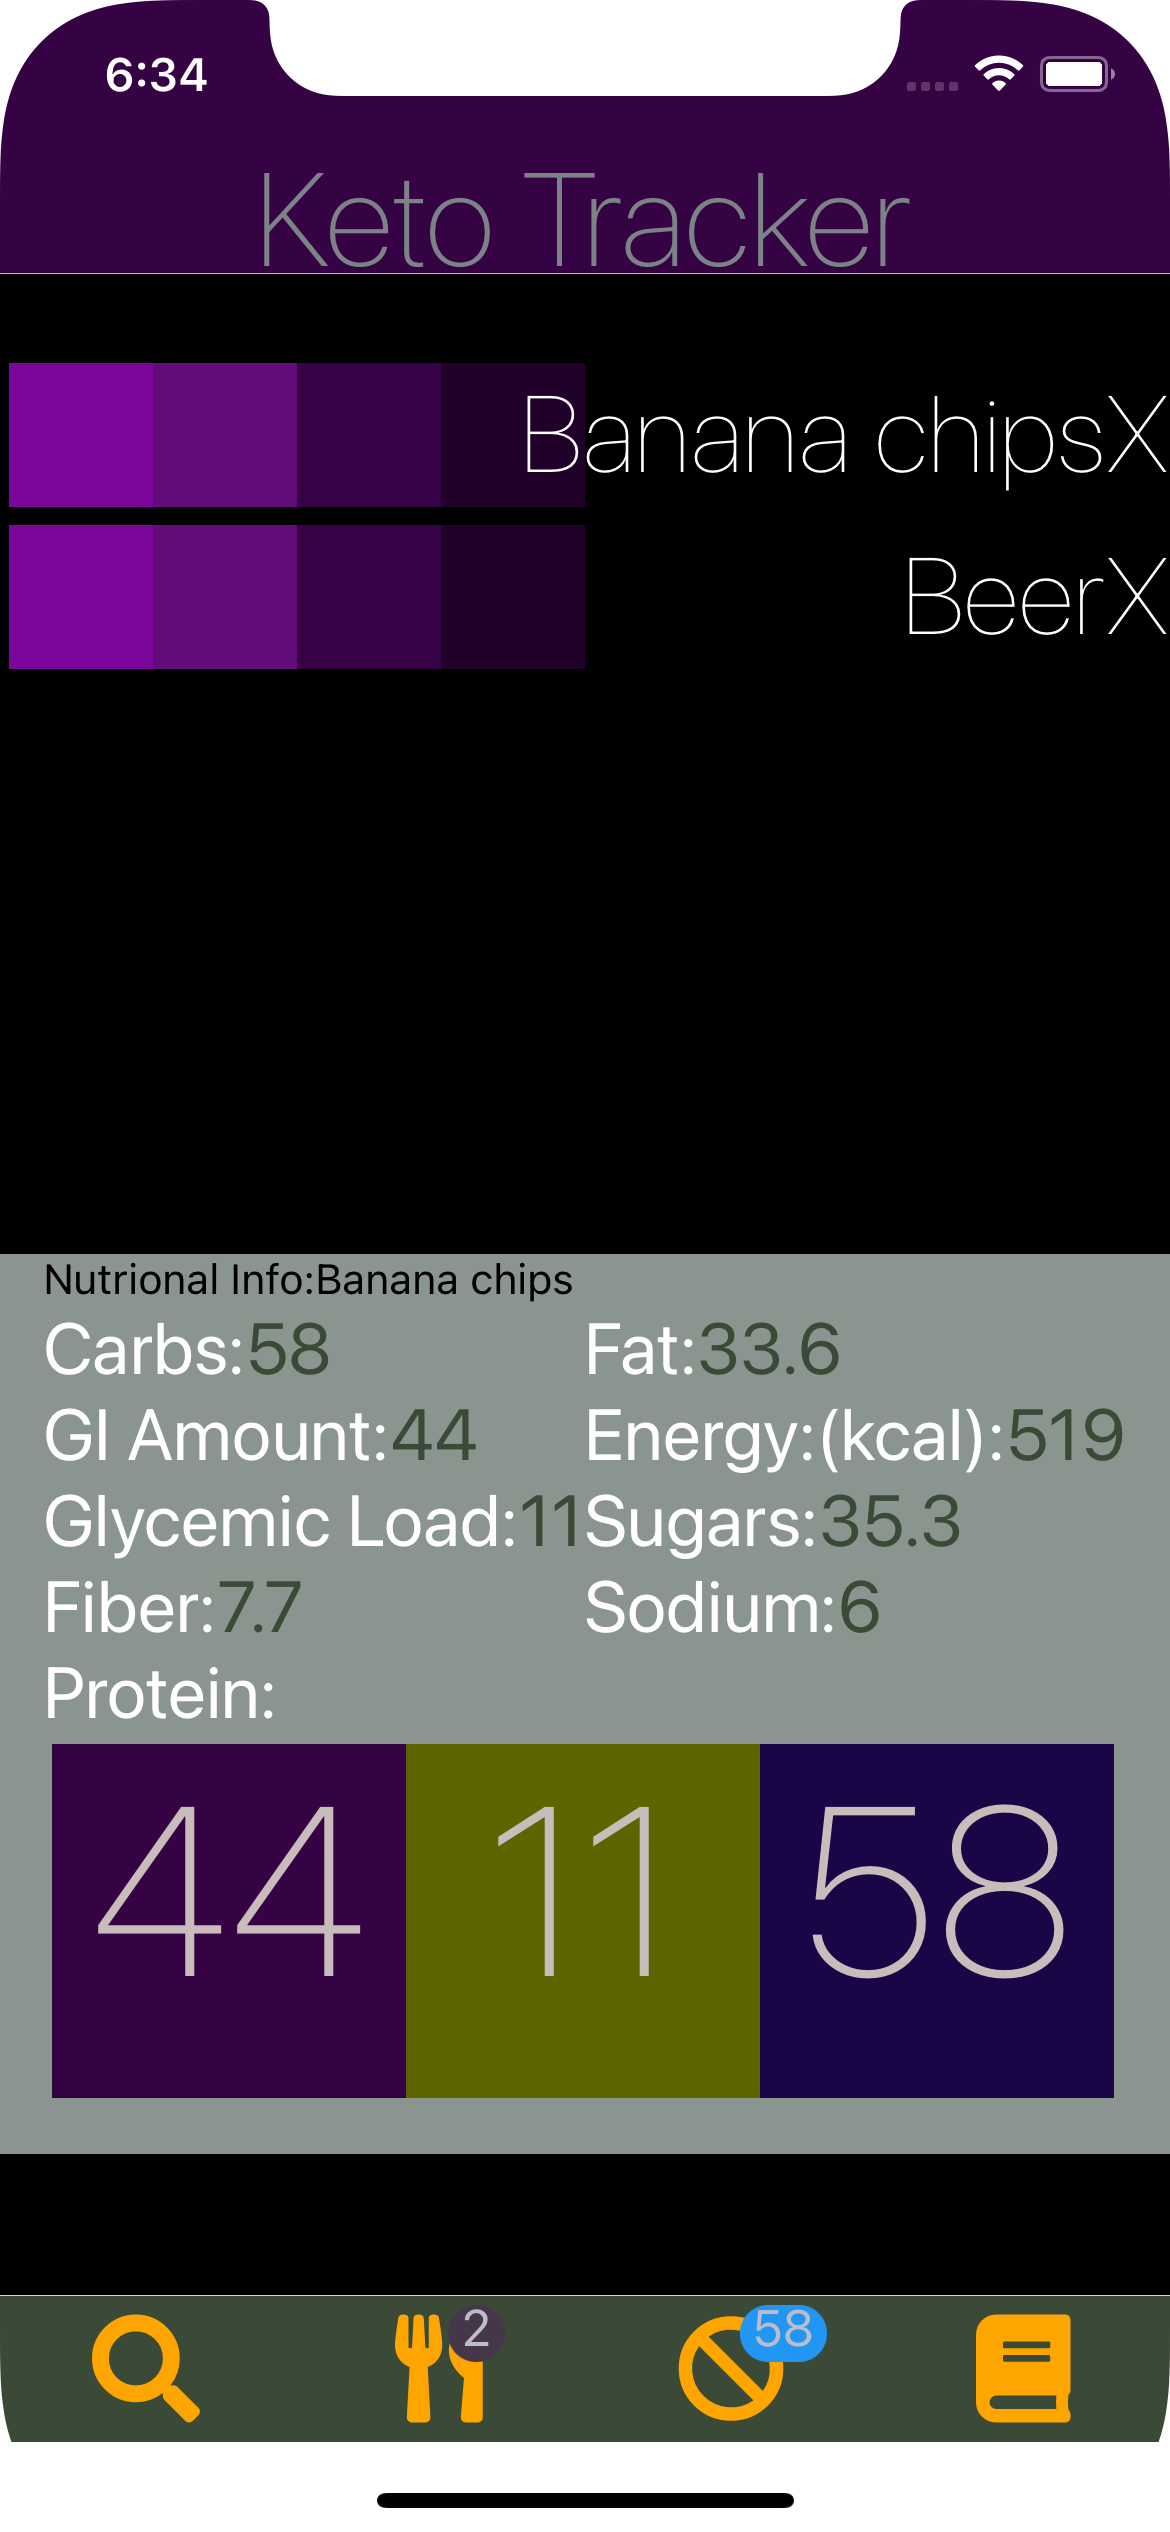 6:34
Keto Tracker
Banana chipsX
BeerX
Nutrional Info:Banana chips
Carbs:58 Fat:33.6
GI Amount:44 Energy:(kcal):519
Glycemic Load:11 Sugars:35.3
Fiber:7.7 Sodium:6
Protein:
44 11 58
2 58